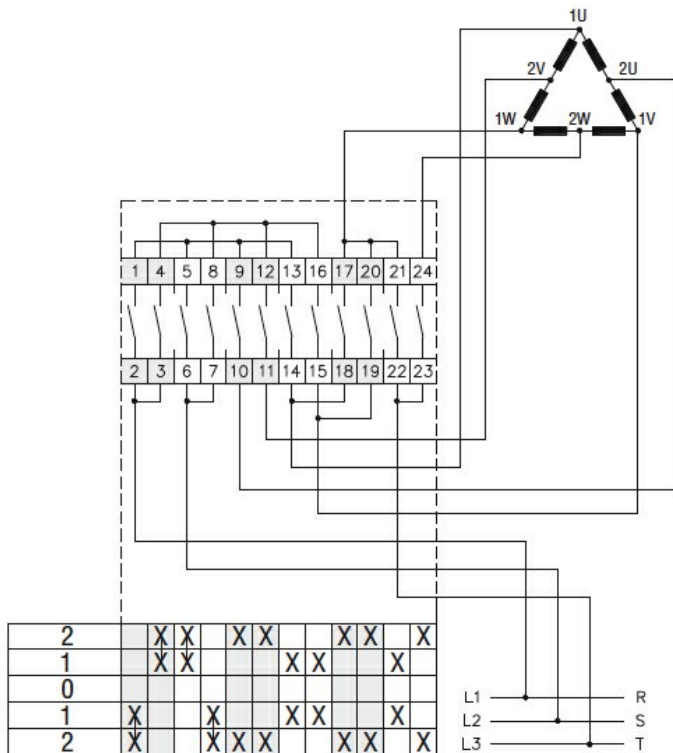 1U
2V 2U
1W 2W 1V
1 4 5 8 9 12 13 16 17 20 21 24
2 3 6 7 10 11 14 15 18 19 22 23
2 X X X X X X X
1 X X X X X
0
1 X X X X X
2 X X X X X X X
L1 R
L2 S
L3 T